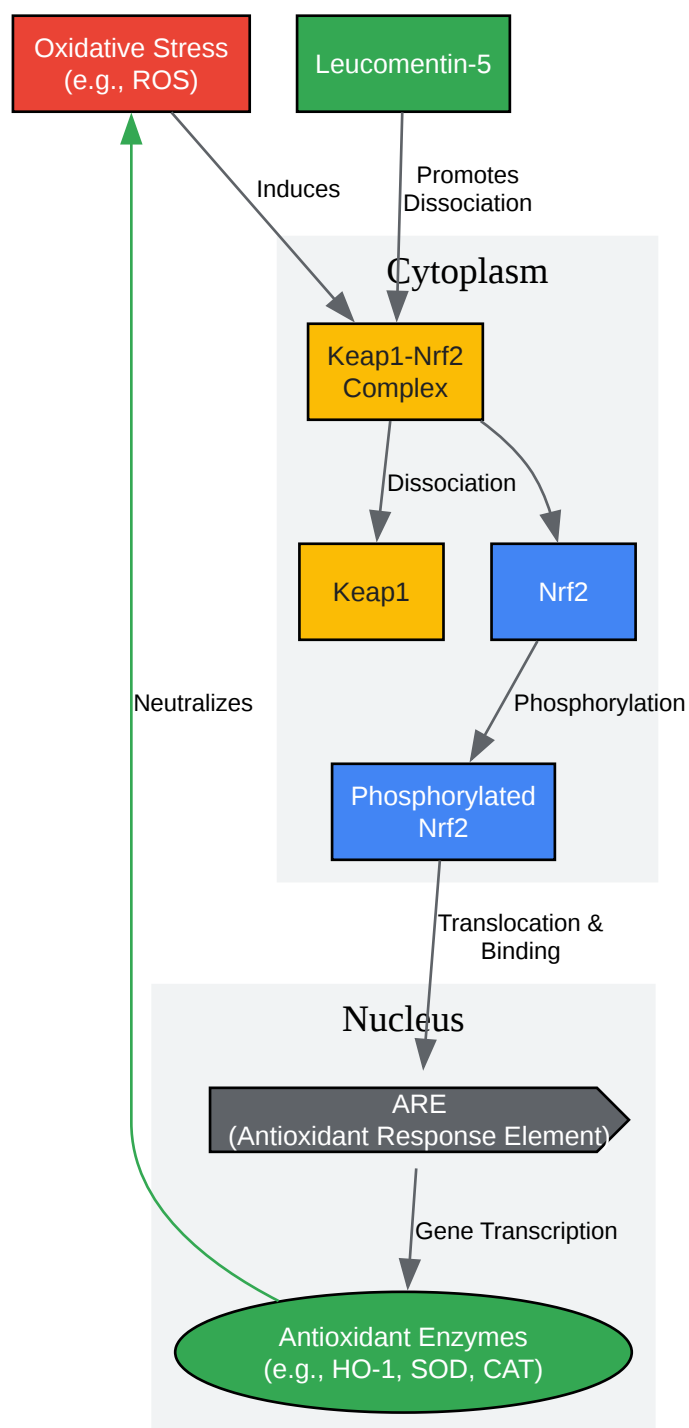 Oxidative Stress
(e.g., ROS)
Leucomentin-5
Induces
Promotes
Dissociation
Cytoplasm
Keap1-Nrf2
Complex
Dissociation
Keap1
Nrf2
Neutralizes
Phosphorylation
Phosphorylated
Nrf2
Translocation &
Binding
Nucleus
ARE
(Antioxidant Response Element)
Gene Transcription
Antioxidant Enzymes
(e.g., HO-1, SOD, CAT)